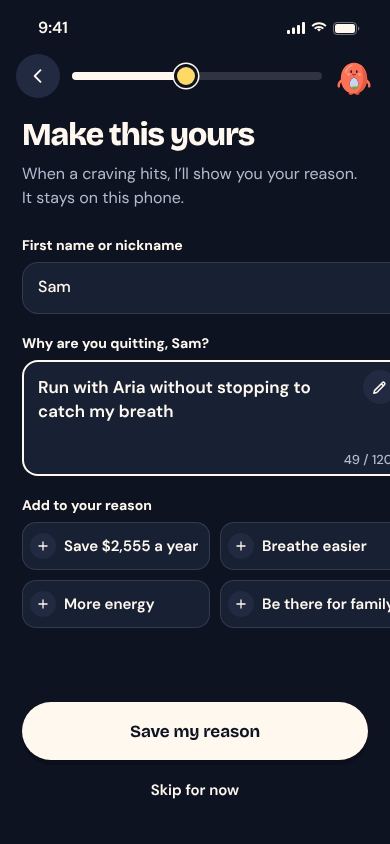 9:41
Make this yours
When a craving hits, I’ll show you your reason.
It stays on this phone.
First name or nickname
Sam
Why are you quitting, Sam?
Run with Aria without stopping to
catch my breath
49 / 120
Add to your reason
Save $2,555 a year
Breathe easier
More energy
Be there for family
Save my reason
Skip for now